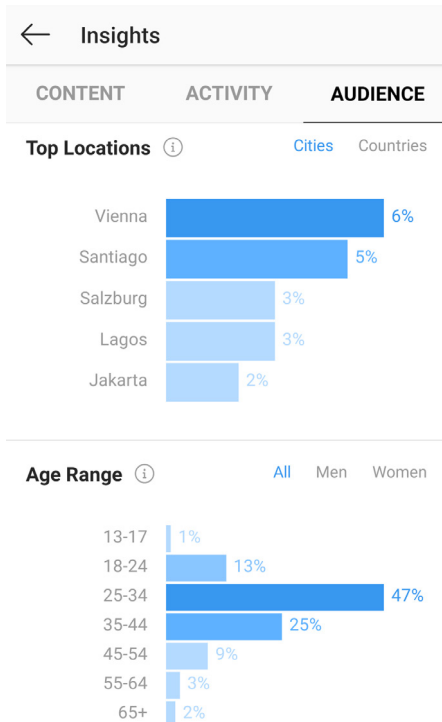 Insights
CONTENT ACTIVITY AUDIENCE
Top Locations Cities Countries
Vienna 6%
Santiago 5%
Salzburg 3%
Lagos 3%
Jakarta 2%
Age Range All Men Women
13-17 1%
18-24 13%
25-34 47%
35-44 25%
45-54 9%
55-64 3%
65+ 2%